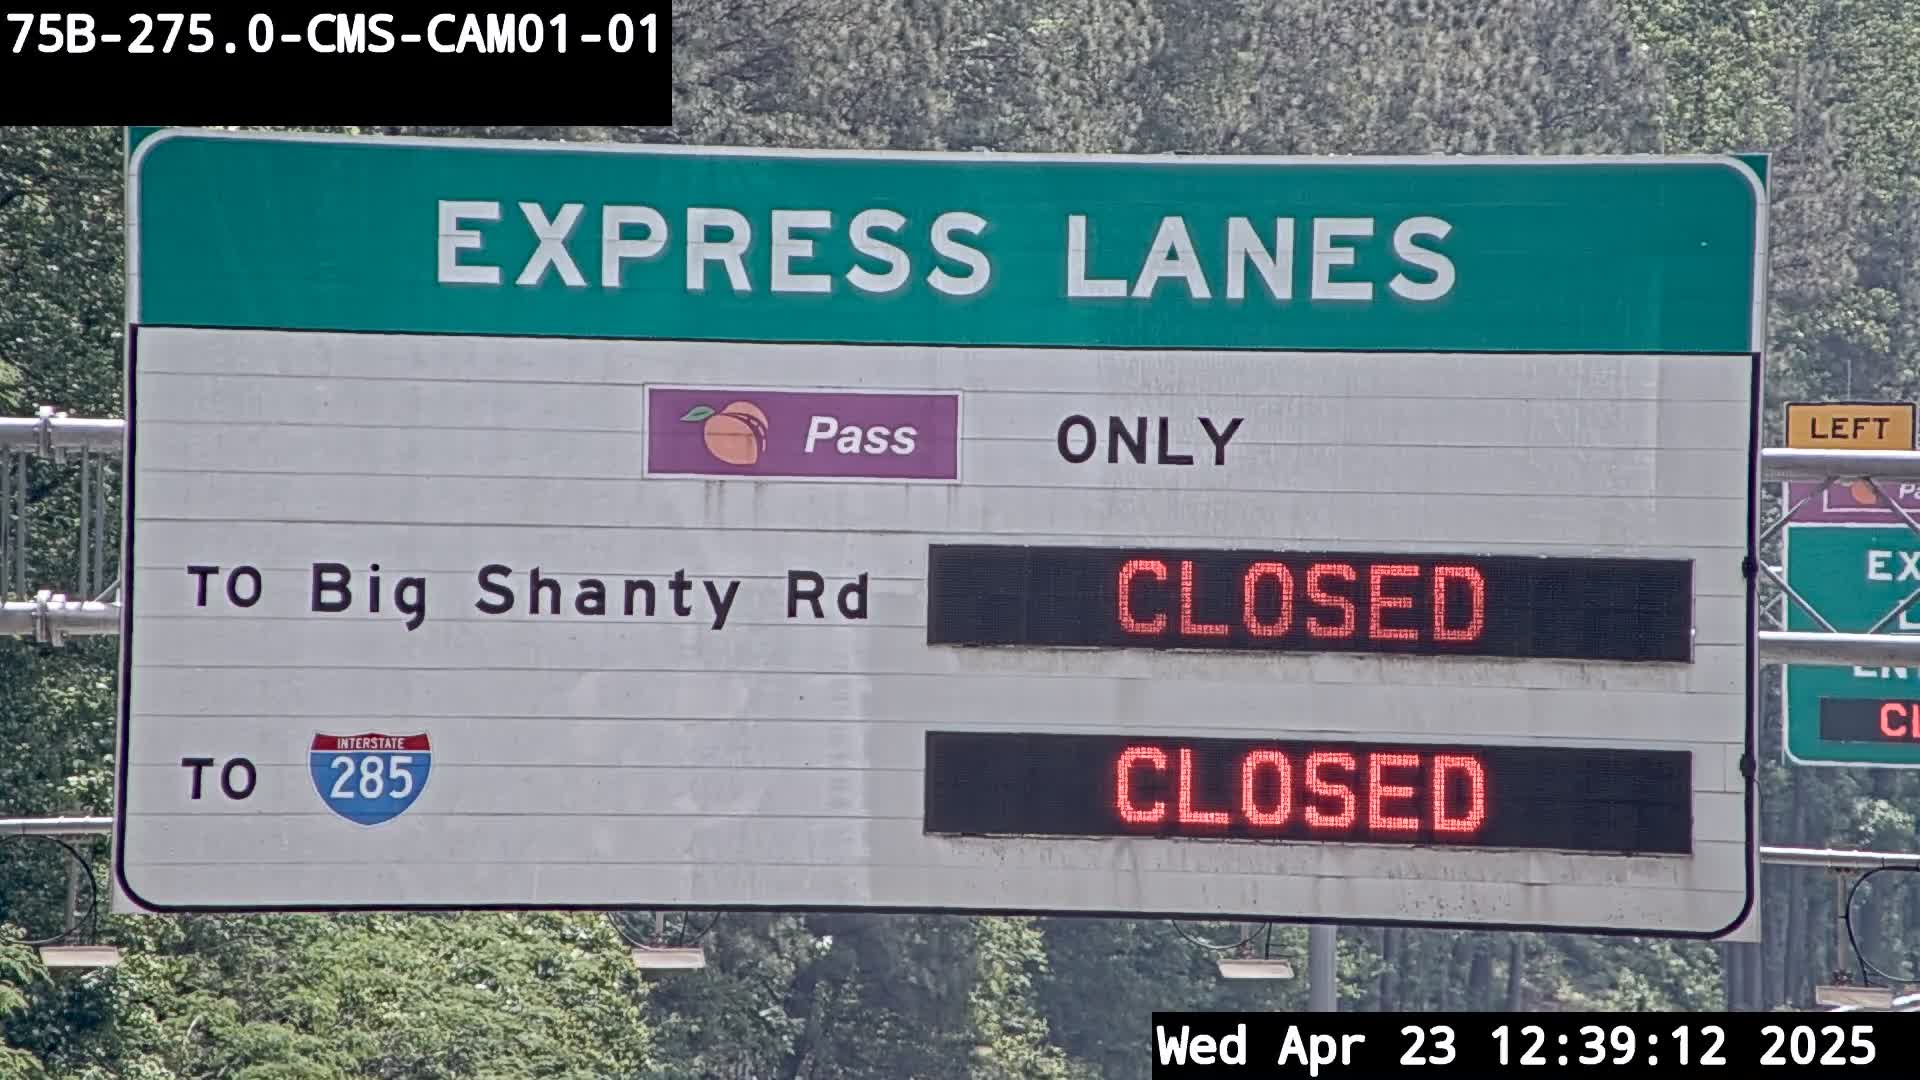 75B-275.0-CMS-CAM01-01
EXPRESS LANES
Pass ONLY
TO Big Shanty Rd CLOSED
TO INTERSTATE 285 CLOSED
LEFT
Wed Apr 23 12:39:12 2025